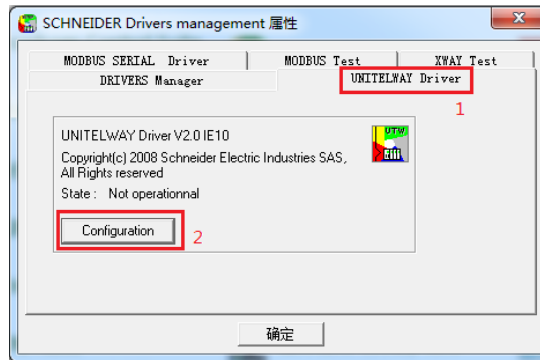 SCHNEIDER Drivers management 属性
MODBUS SERIAL Driver
MODBUS Test
XWAY Test
DRIVERS Manager
UNITELWAY Driver
1
UNITELWAY Driver V2.0 IE10
UTW
Copyright(c) 2008 Schneider Electric Industries SAS,
All Rights reserved
State : Not operationnal
Configuration
2
确定